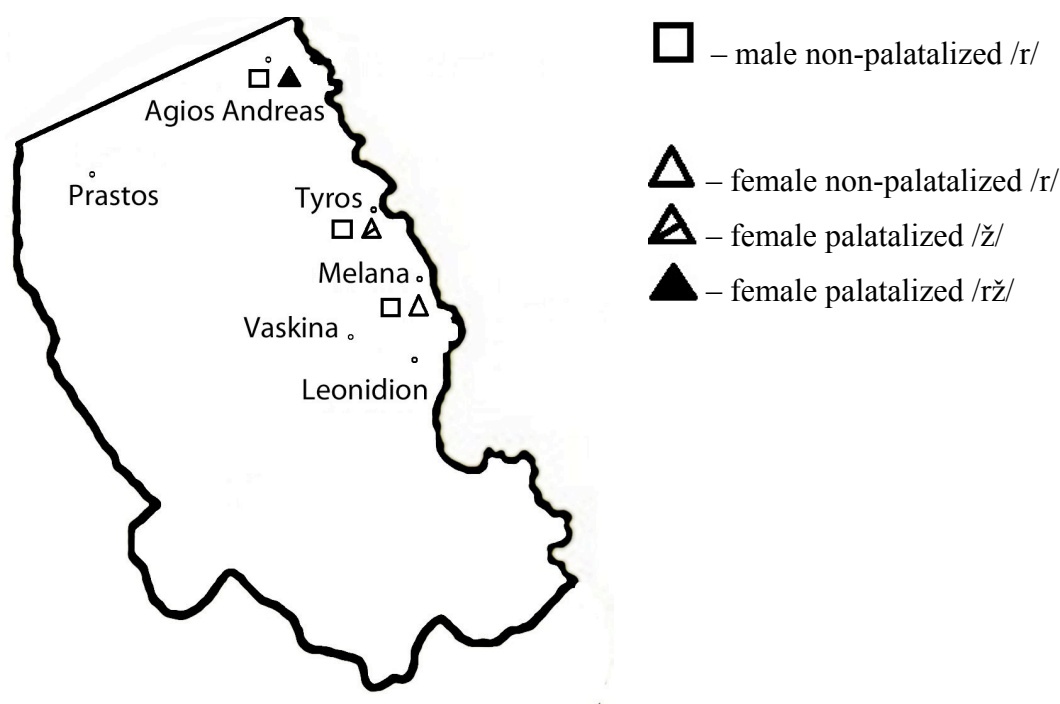 – male non-palatalized /r/
Agios Andreas
– female non-palatalized /r/
Prastos
Tyros
– female palatalized /ž/
Melana
– female palatalized /rž/
Vaskina
Leonidion